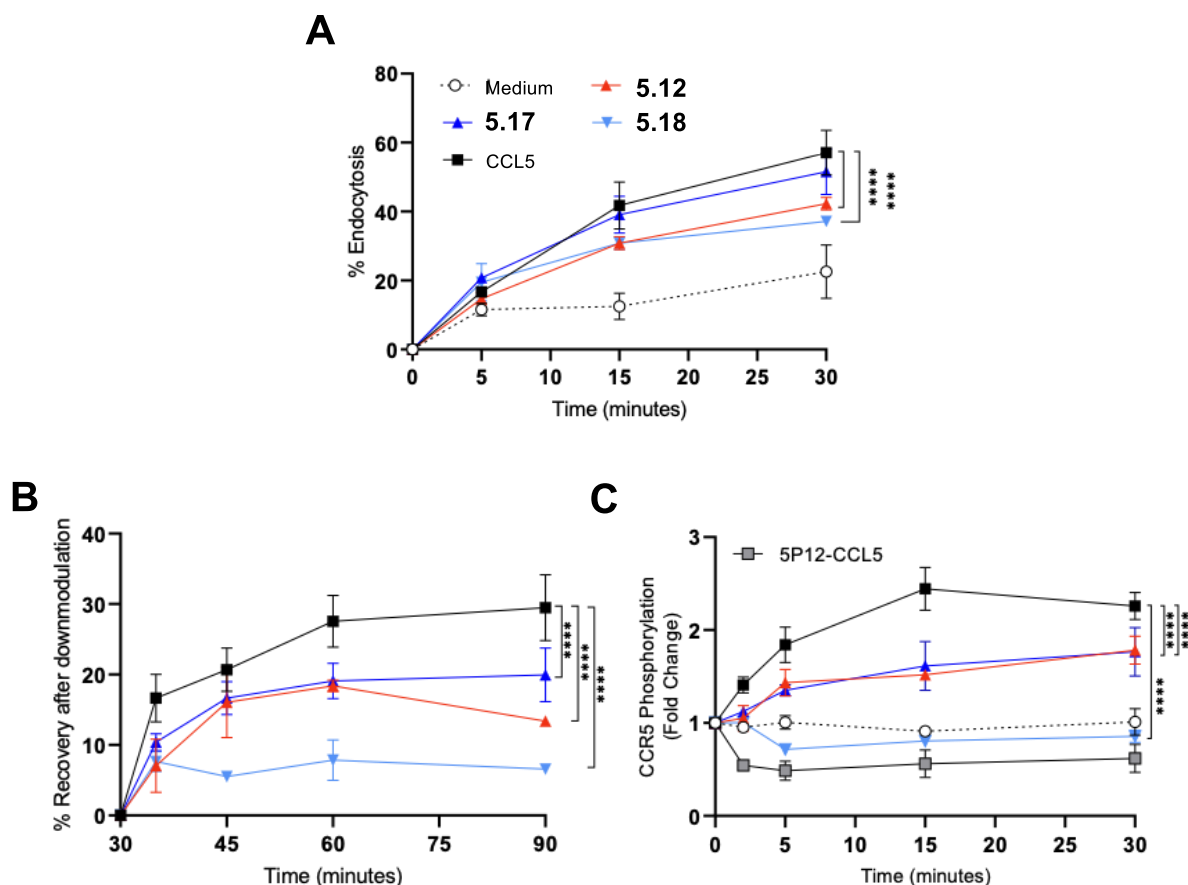 A
% Endocytosis
80
60
40
20
0
Medium
5.12
5.17
5.18
CCL5
****
****
0 5 10 15 20 25 30
Time (minutes)
B
% Recovery after downmodulation
40
30
20
10
0
****
****
****
30 45 60 75 90
Time (minutes)
C
CCR5 Phosphorylation
(Fold Change)
3
2
1
0
5P12-CCL5
****
****
****
0 5 10 15 20 25 30
Time (minutes)